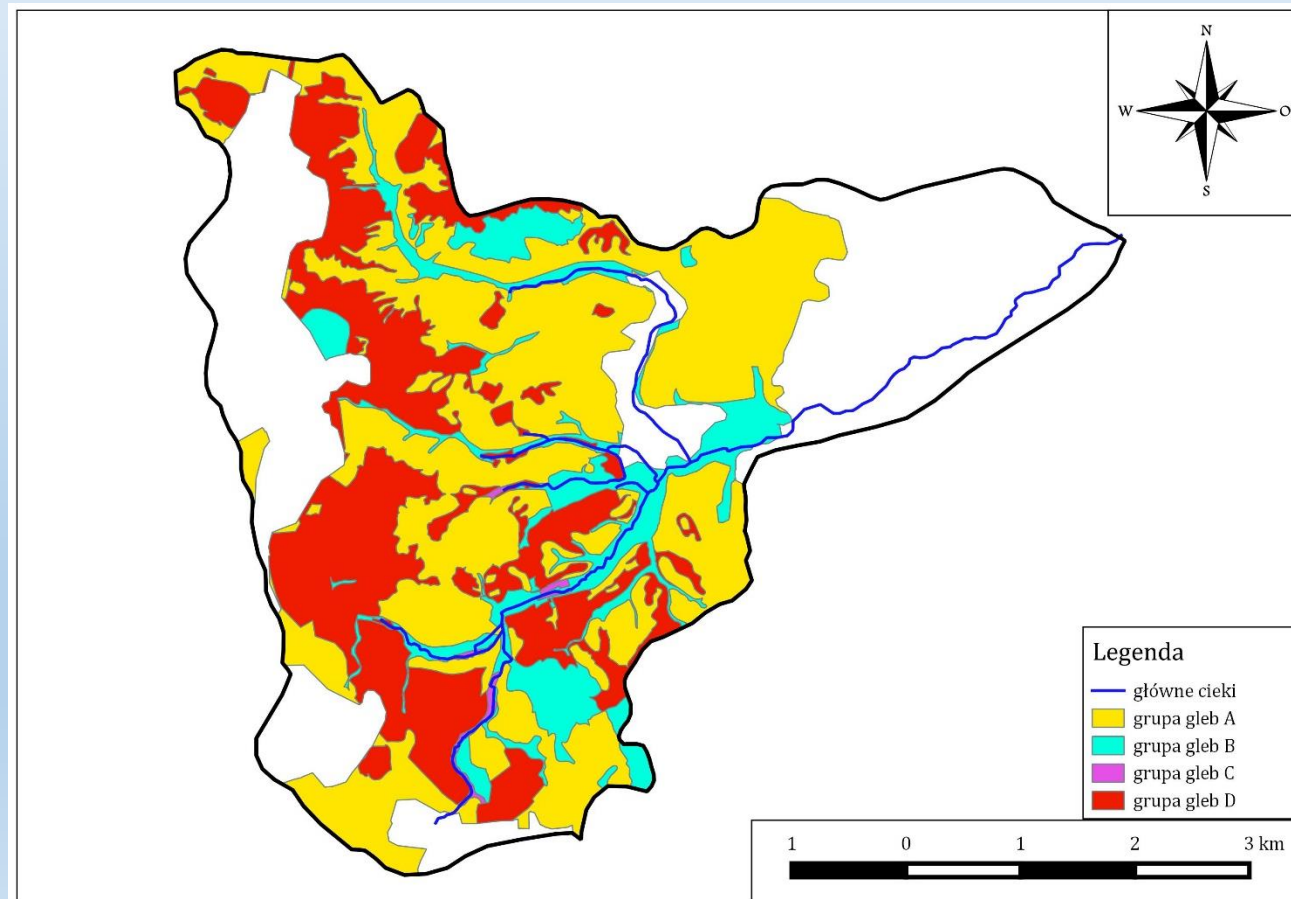 N
W
O
S
Legenda
główne cieki
grupa gleb A
grupa gleb B
grupa gleb C
grupa gleb D
1 0 1 2 3 km